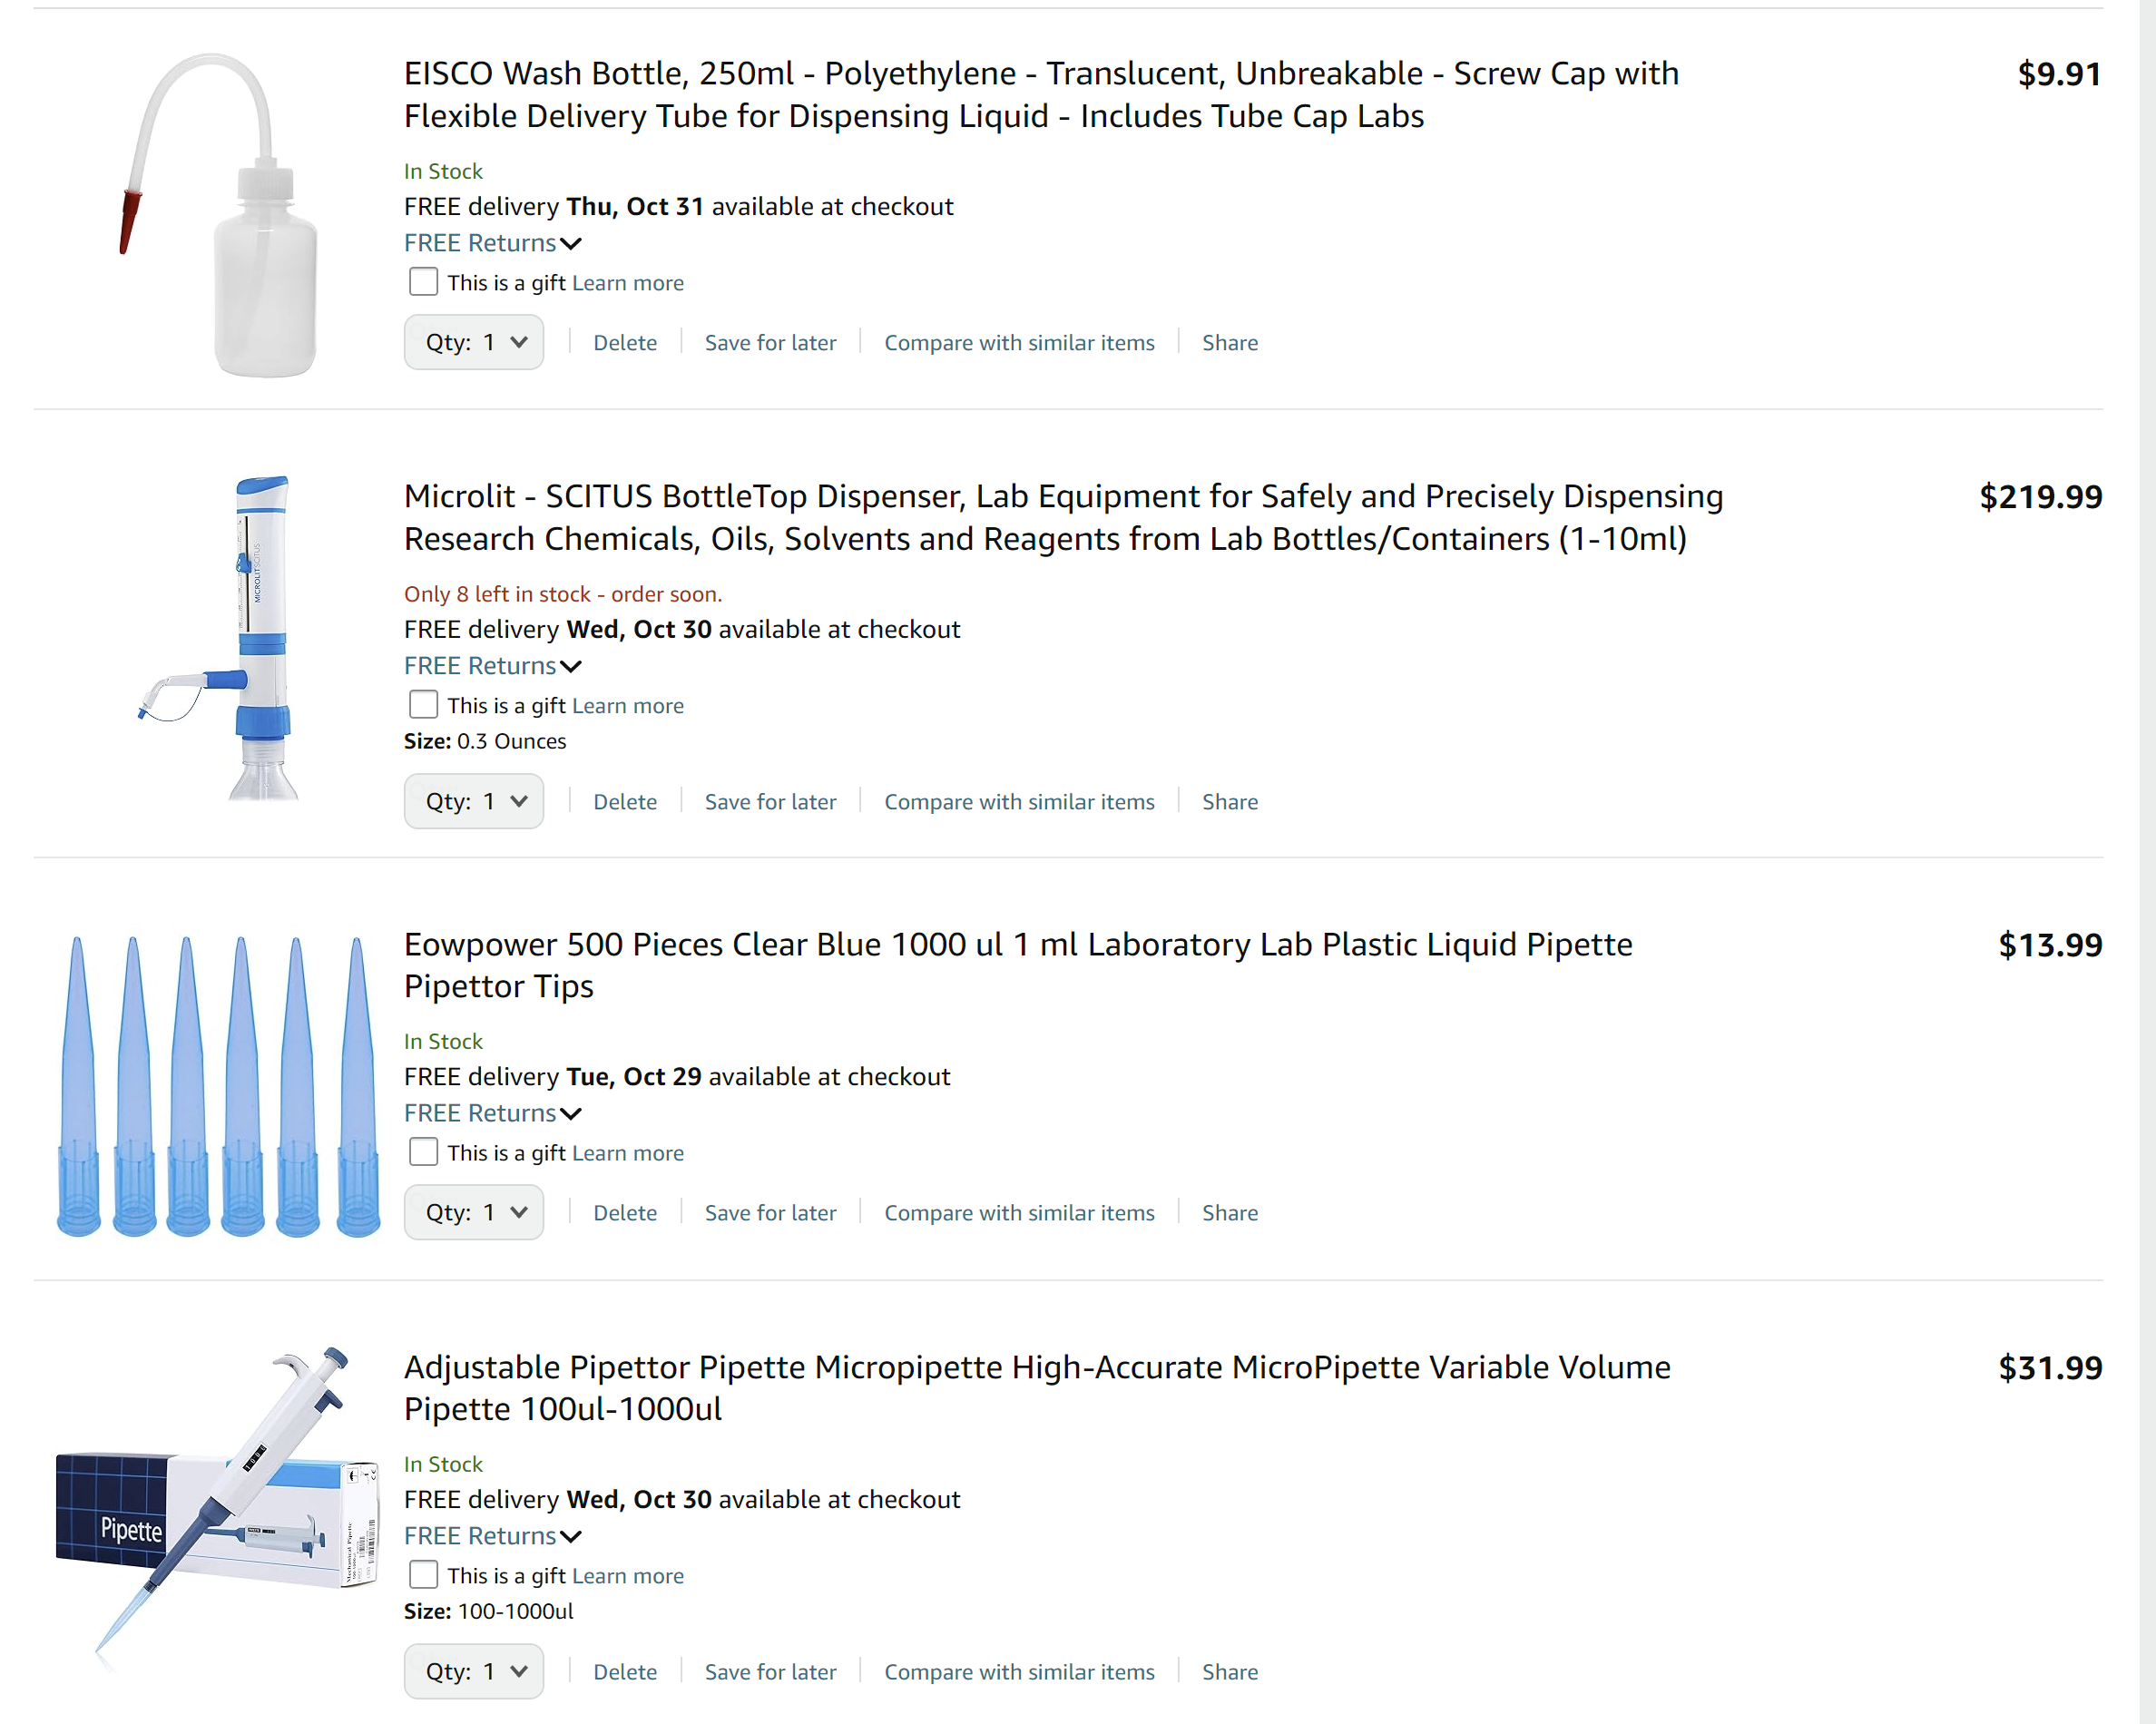 EISCO Wash Bottle, 250ml - Polyethylene - Translucent, Unbreakable - Screw Cap with
Flexible Delivery Tube for Dispensing Liquid - Includes Tube Cap Labs
$9.91
In Stock
FREE delivery Thu, Oct 31 available at checkout
FREE Returns
This is a gift Learn more
Qty: 1
Delete
Save for later
Compare with similar items
Share
MICROLIT SCITUS
Microlit - SCITUS BottleTop Dispenser, Lab Equipment for Safely and Precisely Dispensing
Research Chemicals, Oils, Solvents and Reagents from Lab Bottles/Containers (1-10ml)
$219.99
Only 8 left in stock - order soon.
FREE delivery Wed, Oct 30 available at checkout
FREE Returns
This is a gift Learn more
Size: 0.3 Ounces
Qty: 1
Delete
Save for later
Compare with similar items
Share
Eowpower 500 Pieces Clear Blue 1000 ul 1 ml Laboratory Lab Plastic Liquid Pipette
Pipettor Tips
$13.99
In Stock
FREE delivery Tue, Oct 29 available at checkout
FREE Returns
This is a gift Learn more
Qty: 1
Delete
Save for later
Compare with similar items
Share
Pipette
Mechanical Pipette
Adjustable Pipettor Pipette Micropipette High-Accurate MicroPipette Variable Volume
Pipette 100ul-1000ul
$31.99
In Stock
FREE delivery Wed, Oct 30 available at checkout
FREE Returns
This is a gift Learn more
Size: 100-1000ul
Qty: 1
Delete
Save for later
Compare with similar items
Share